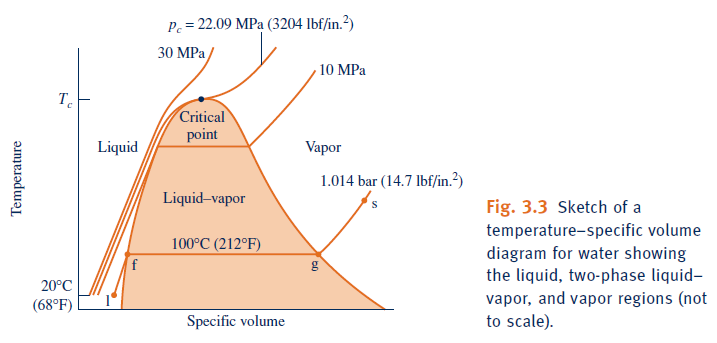 p_c = 22.09 MPa (3204 lbf/in.²)
30 MPa
10 MPa
T_c
Critical
point
Liquid
Vapor
1.014 bar (14.7 lbf/in.²)
Liquid–vapor
s
100°C (212°F)
f
g
20°C
(68°F)
l
Specific volume
Temperature
Fig. 3.3 Sketch of a
temperature–specific volume
diagram for water showing
the liquid, two-phase liquid–
vapor, and vapor regions (not
to scale).